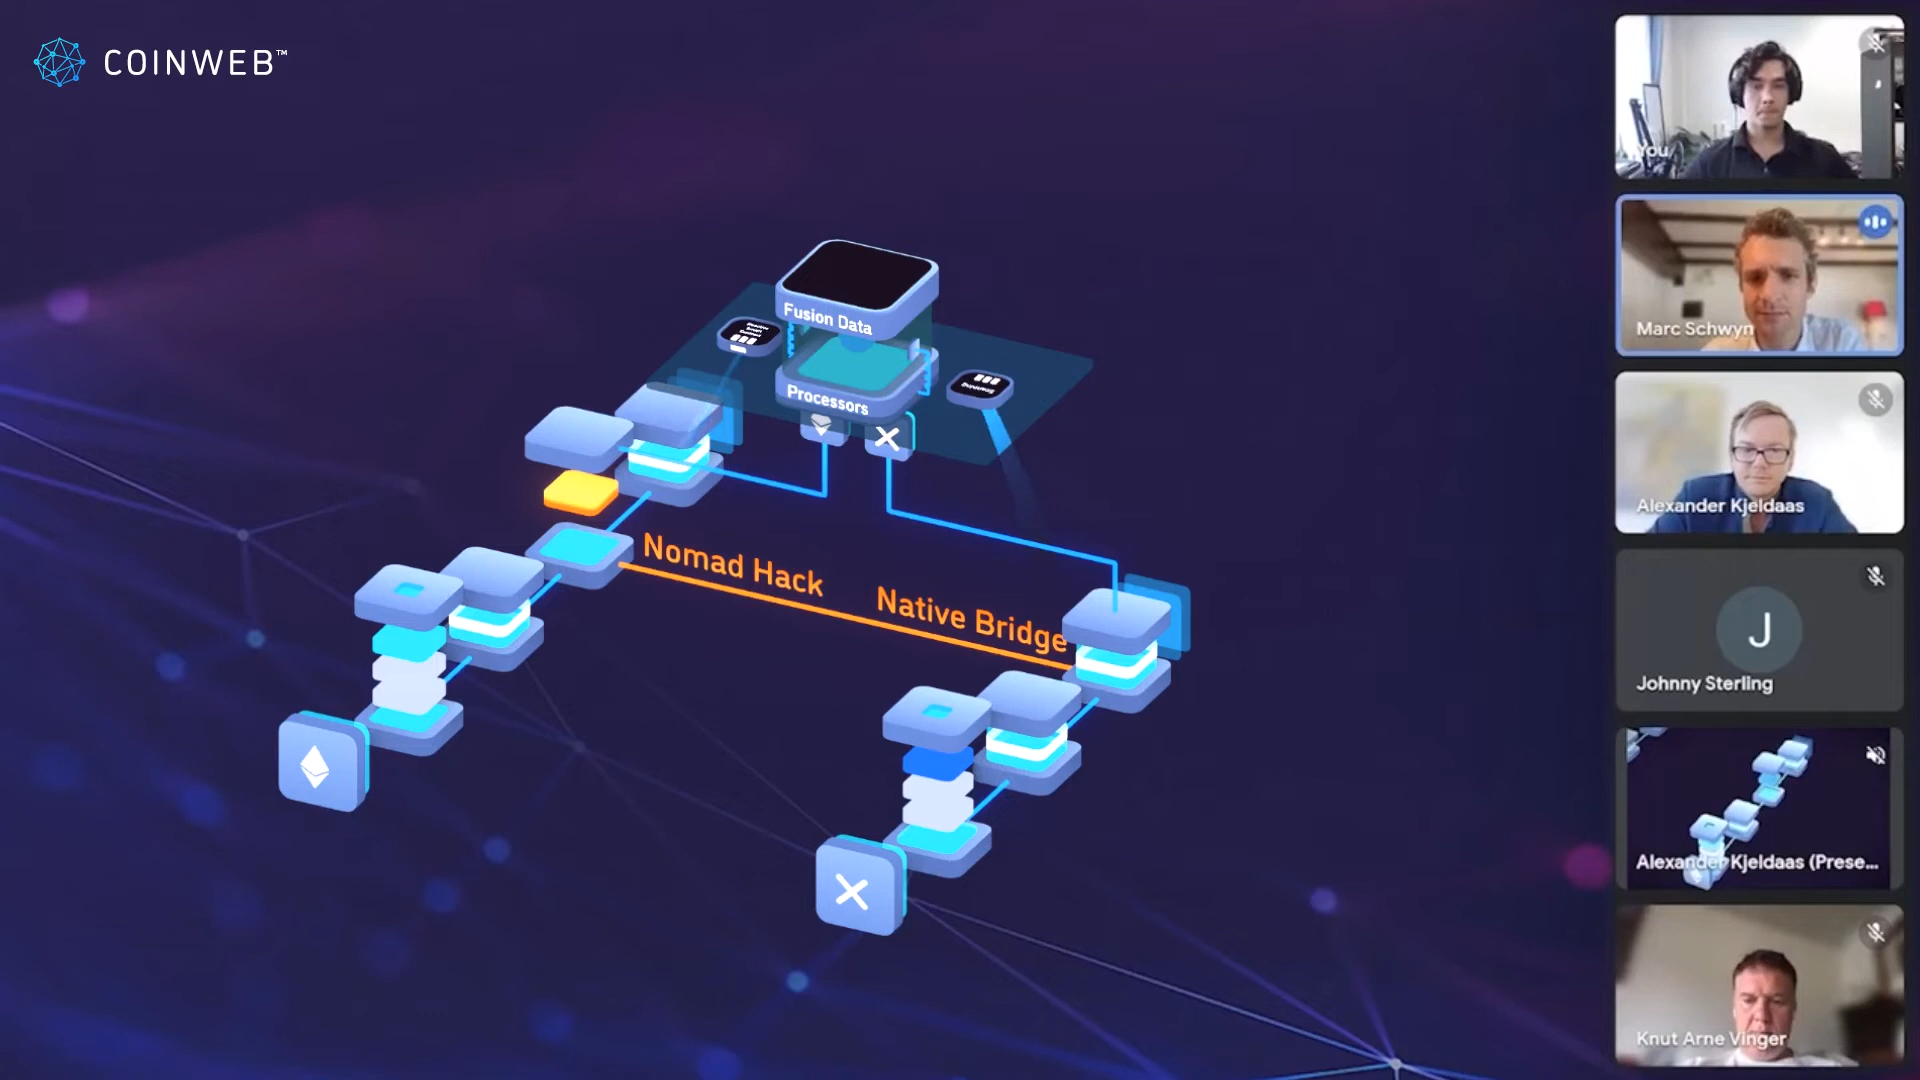 COINWEB™
Fusion Data
Processors
Nomad Hack
Native Bridge
You
Marc Schwyn
Alexander Kjeldaas
J
Johnny Sterling
Alexander Kjeldaas (Prese...
Knut Arne Vinger